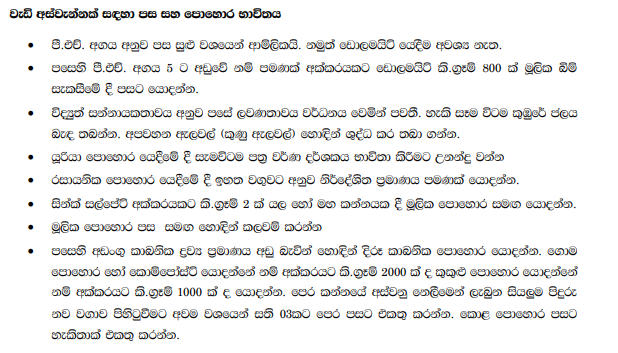 වැඩි අස්වැන්නක් සඳහා පස සහ පොහොර භාවිතය
• පී.එච්. අගය අනුව පස සුළු වශයෙන් ආම්ලිකයි. නමුත් ඩොලමයිට් යෙදීම අවශ්‍ය නැත.
• පසෙහි පී.එච්. අගය 5 ට අඩුවේ නම් පමණක් අක්කරයකට ඩොලමයිට් කි.ග්‍රෑම් 800 ක් මූලික බිම්
සැකසීමේ දී පසට යොදන්න.
• විද්‍යුත් සන්නායකතාවය අනුව පසේ ලවණතාවය වර්ධනය වෙමින් පවතී. හැකි සෑම විටම කුඹුරේ ජලය
බැඳ තබන්න. අපවහන ඇලවල් (කුණු ඇලවල්) හොඳින් ශුද්ධ කර තබා ගන්න.
• යූරියා පොහොර යෙදීමේ දී සැමවිටම පත්‍ර වර්ණ දර්ශකය භාවිතා කිරීමට උනන්දු වන්න
• රසායනික පොහොර යෙදීමේ දී ඉහත වගුවට අනුව නිර්දේශිත ප්‍රමාණය පමණක් යොදන්න.
• සින්ක් සල්පේට් අක්කරයකට කි.ග්‍රෑම් 2 ක් යල හෝ මහ කන්නයක දී මූලික පොහොර සමඟ යොදන්න.
• මූලික පොහොර පස සමඟ හොඳින් කලවම් කරන්න
• පසෙහි අඩංගු කාබනික ද්‍රව්‍ය ප්‍රමාණය අඩු බැවින් හොඳින් දිරූ කාබනික පොහොර යොදන්න. ගොම
පොහොර හෝ කොම්පෝස්ට් යොදන්නේ නම් අක්කරයට කි.ග්‍රෑම් 2000 ක් ද කුකුළු පොහොර යොදන්නේ
නම් අක්කරයට කි.ග්‍රෑම් 1000 ක් ද යොදන්න. පෙර කන්නයේ අස්වනු නෙලීමෙන් ලැබුන සියලුම පිදුරු
නව වගාව පිහිටුවීමට අවම වශයෙන් සති 03කට පෙර පසට එකතු කරන්න. කොළ පොහොර පසට
හැකිතාක් එකතු කරන්න.